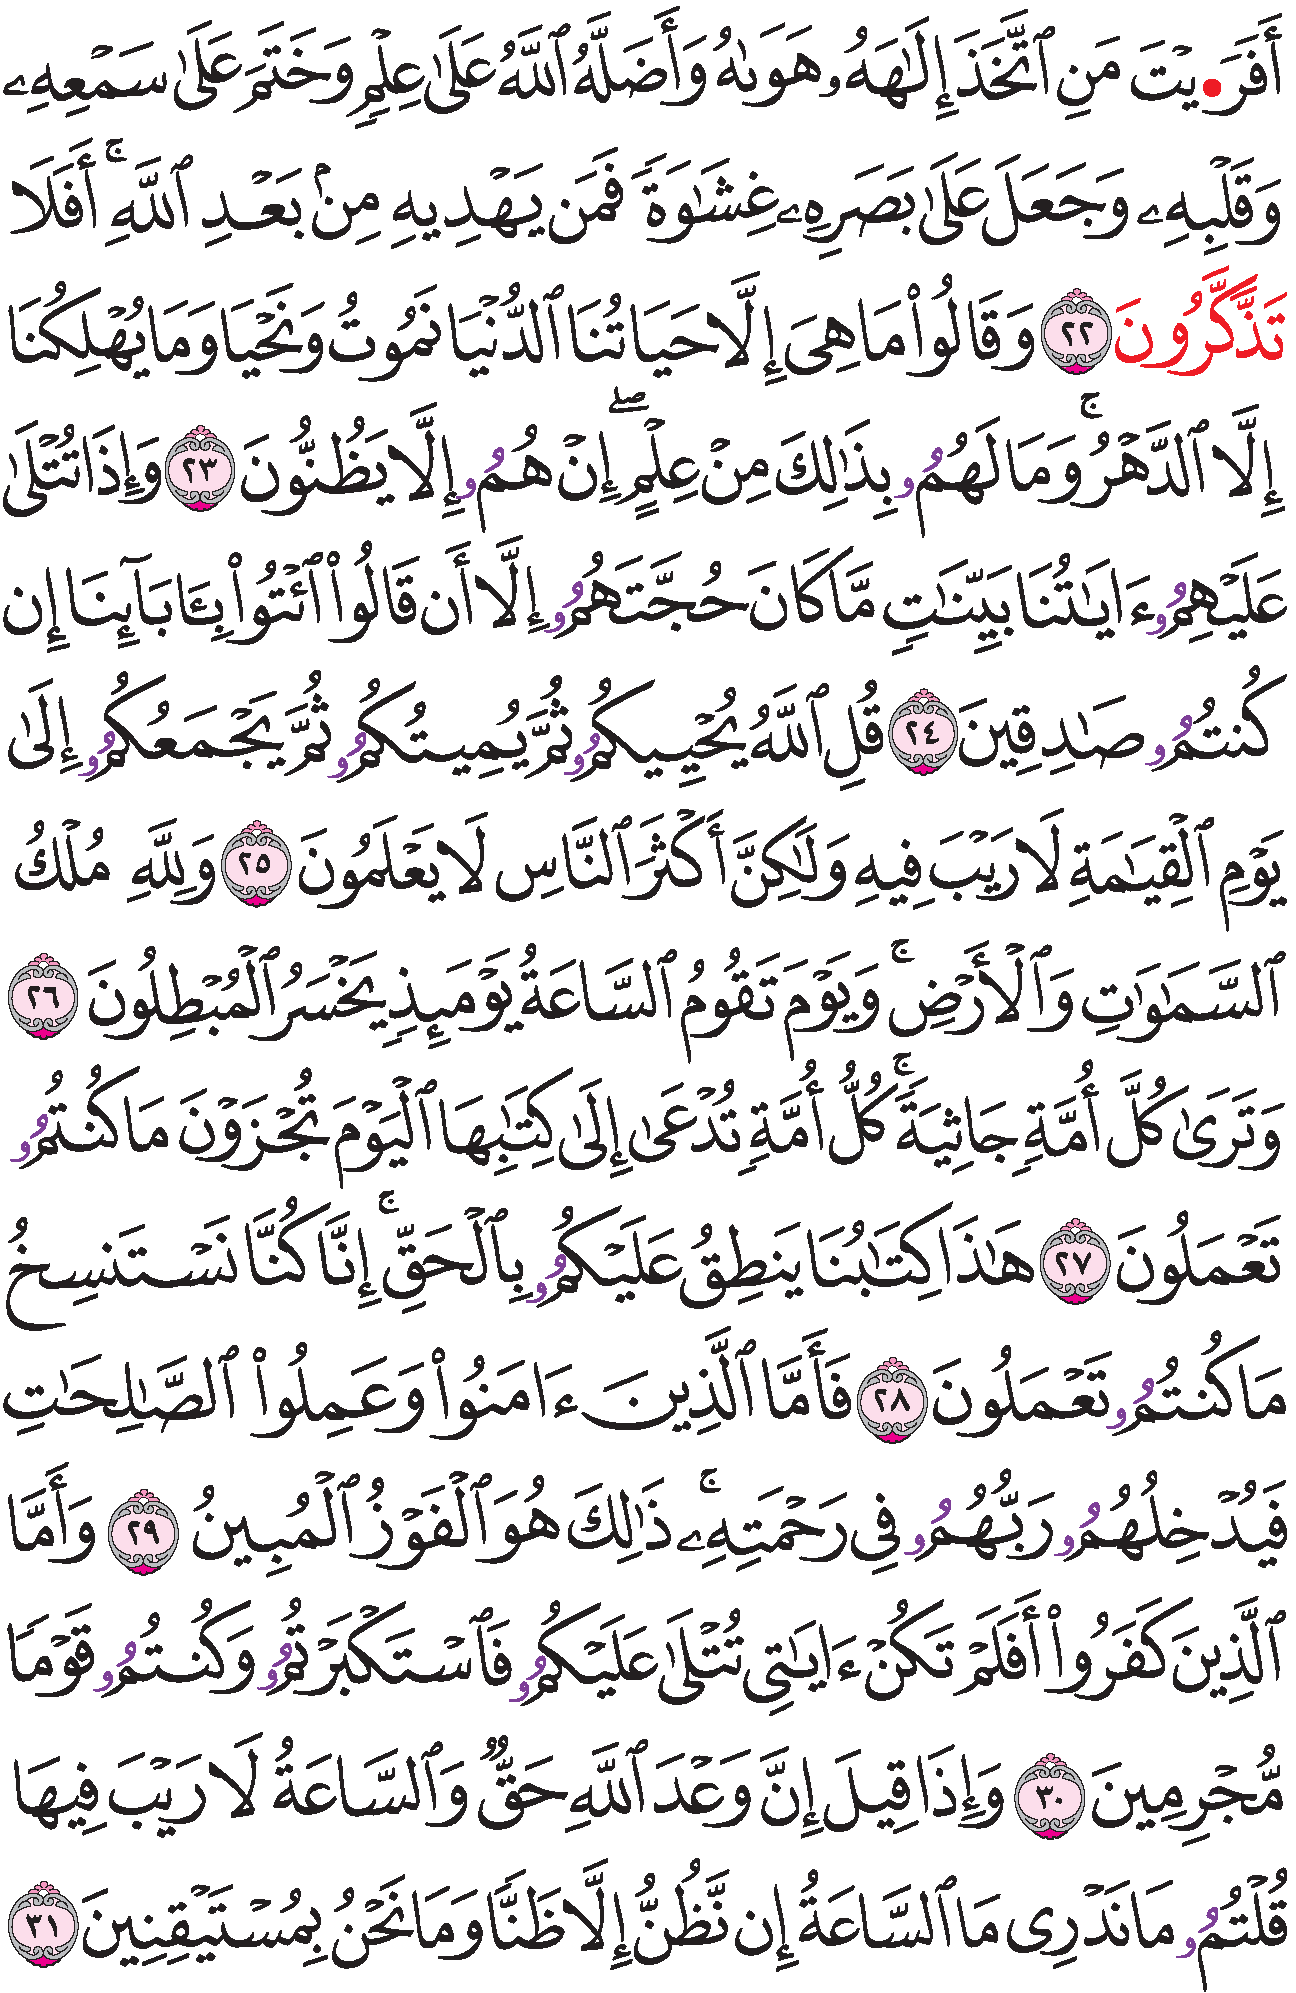 أَفَرَ•يۡتَ مَنِ ٱتَّخَذَ إِلَٰهَهُۥ هَوَىٰهُ وَأَضَلَّهُ ٱللَّهُ عَلَىٰ عِلۡمٖ وَخَتَمَ عَلَىٰ سَمۡعِهِۦ
وَقَلۡبِهِۦ وَجَعَلَ عَلَىٰ بَصَرِهِۦ غِشَٰوَةٗ فَمَن يَهۡدِيهِ مِنۢ بَعۡدِ ٱللَّهِۚ أَفَلَا
تَذَّكَّرُونَ ٢٢ وَقَالُواْ مَا هِيَ إِلَّا حَيَاتُنَا ٱلدُّنۡيَا نَمُوتُ وَنَحۡيَا وَمَا يُهۡلِكُنَا
إِلَّا ٱلدَّهۡرُۚ وَمَا لَهُمُۥ بِذَٰلِكَ مِنۡ عِلۡمٍۖ إِنۡ هُمُۥ إِلَّا يَظُنُّونَ ٢٣ وَإِذَا تُتۡلَىٰ
عَلَيۡهِمُۥ ءَايَٰتُنَا بَيِّنَٰتٖ مَّا كَانَ حُجَّتَهُمُۥ إِلَّا أَن قَالُواْ ٱئۡتُواْ بِـَٔابَآئِنَا إِن
كُنتُمُۥ صَٰدِقِينَ ٢٤ قُلِ ٱللَّهُ يُحۡيِيكُمُۥ ثُمَّ يُمِيتُكُمُۥ ثُمَّ يَجۡمَعُكُمُۥ إِلَىٰ
يَوۡمِ ٱلۡقِيَٰمَةِ لَا رَيۡبَ فِيهِ وَلَٰكِنَّ أَكۡثَرَ ٱلنَّاسِ لَا يَعۡلَمُونَ ٢٥ وَلِلَّهِ مُلۡكُ
ٱلسَّمَٰوَٰتِ وَٱلۡأَرۡضِۚ وَيَوۡمَ تَقُومُ ٱلسَّاعَةُ يَوۡمَئِذٖ يَخۡسَرُ ٱلۡمُبۡطِلُونَ ٢٦
وَتَرَىٰ كُلَّ أُمَّةٖ جَاثِيَةٗۚ كُلُّ أُمَّةٖ تُدۡعَىٰ إِلَىٰ كِتَٰبِهَا ٱلۡيَوۡمَ تُجۡزَوۡنَ مَا كُنتُمُۥ
تَعۡمَلُونَ ٢٧ هَٰذَا كِتَٰبُنَا يَنطِقُ عَلَيۡكُمُۥ بِٱلۡحَقِّۚ إِنَّا كُنَّا نَسۡتَنسِخُ
مَا كُنتُمُۥ تَعۡمَلُونَ ٢٨ فَأَمَّا ٱلَّذِينَ ءَامَنُواْ وَعَمِلُواْ ٱلصَّٰلِحَٰتِ
فَيُدۡخِلُهُمُۥ رَبُّهُمُۥ فِي رَحۡمَتِهِۦۚ ذَٰلِكَ هُوَ ٱلۡفَوۡزُ ٱلۡمُبِينُ ٢٩ وَأَمَّا
ٱلَّذِينَ كَفَرُواْ أَفَلَمۡ تَكُنۡ ءَايَٰتِي تُتۡلَىٰ عَلَيۡكُمُۥ فَٱسۡتَكۡبَرۡتُمُۥ وَكُنتُمُۥ قَوۡمٗا
مُّجۡرِمِينَ ٣٠ وَإِذَا قِيلَ إِنَّ وَعۡدَ ٱللَّهِ حَقّٞ وَٱلسَّاعَةُ لَا رَيۡبَ فِيهَا
قُلۡتُمُۥ مَا نَدۡرِي مَا ٱلسَّاعَةُ إِن نَّظُنُّ إِلَّا ظَنّٗا وَمَا نَحۡنُ بِمُسۡتَيۡقِنِينَ ٣١